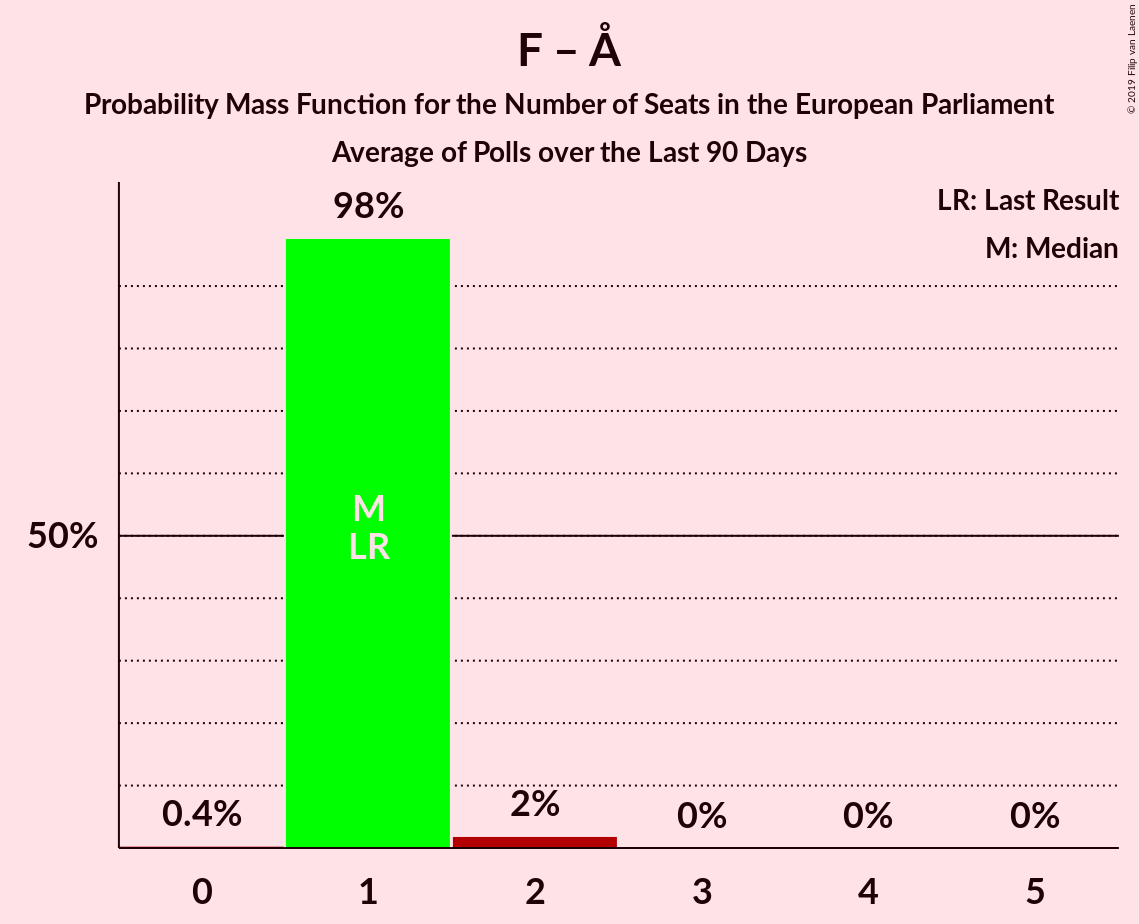 F – Å
Probability Mass Function for the Number of Seats in the European Parliament
Average of Polls over the Last 90 Days
© 2019 Filip van Laenen
LR: Last Result
M: Median
98%
M
LR
50%
0.4%
2%
0%
0%
0%
0
1
2
3
4
5